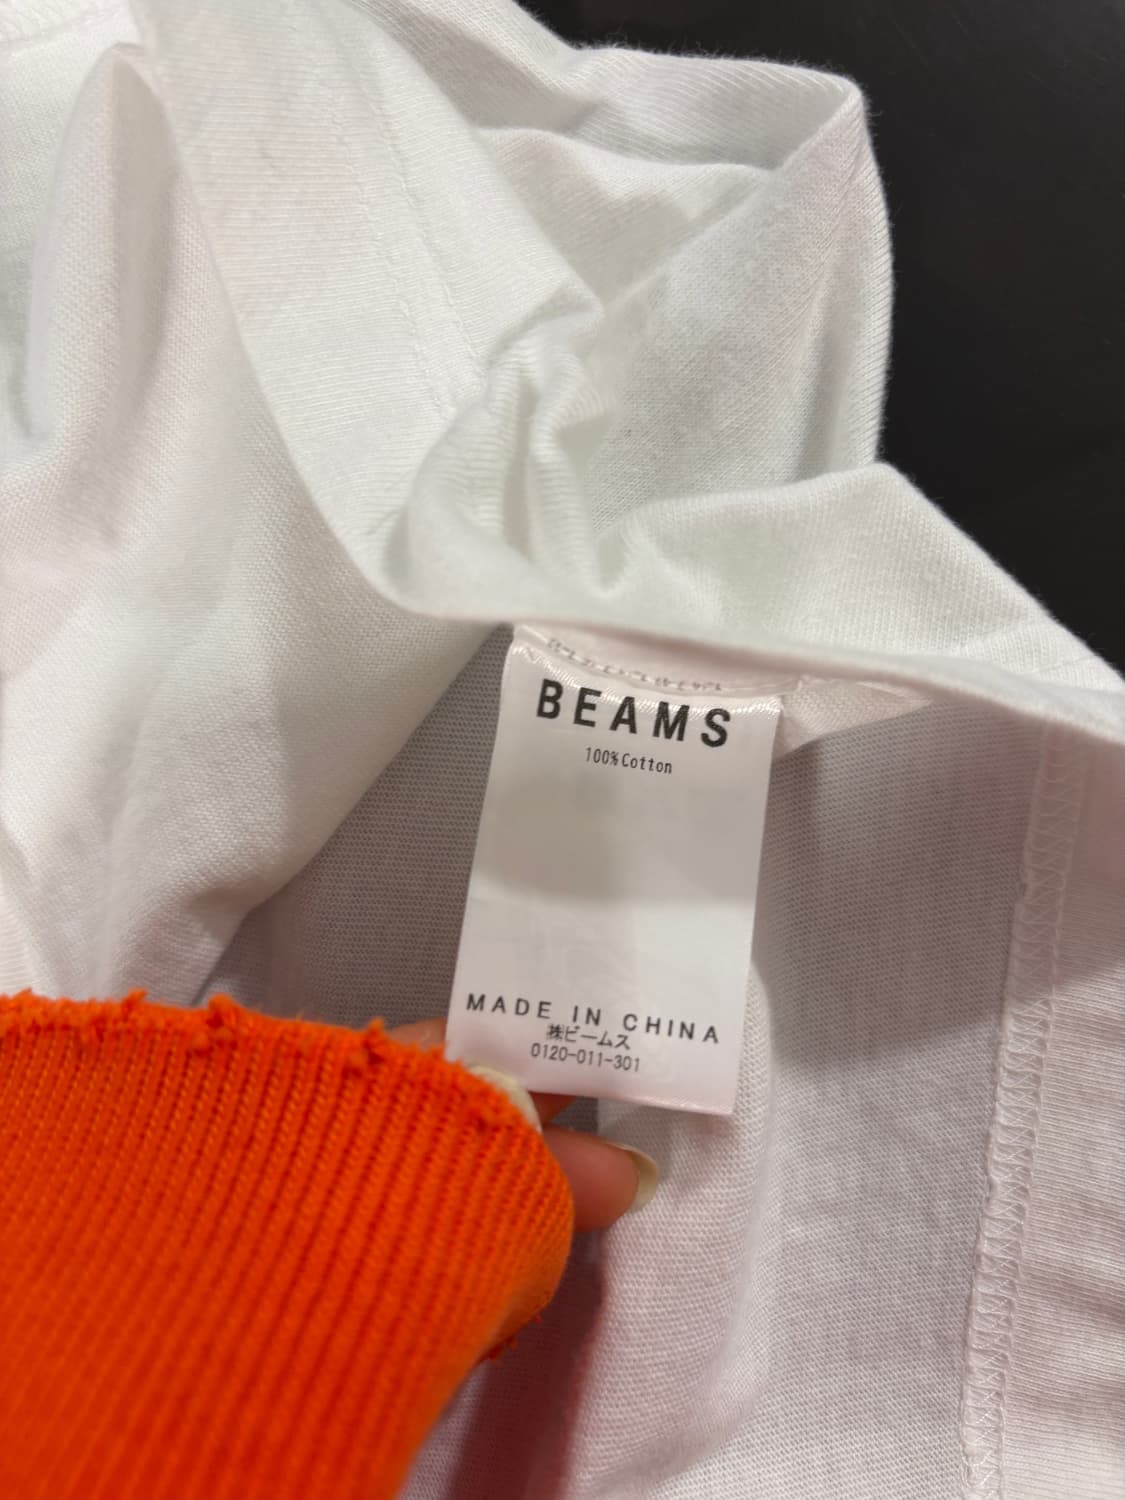 BEAMS
100%Cotton
MADE IN CHINA
㈱ビームス
0120-011-301